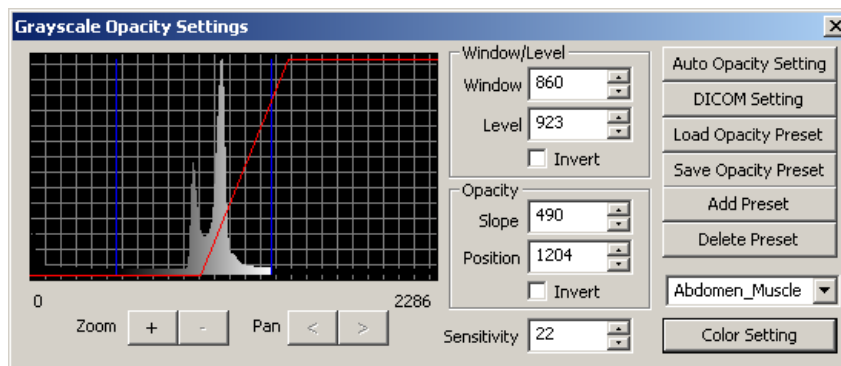 Grayscale Opacity Settings
0
2286
Zoom + - Pan < >
Window/Level
Window 860
Level 923
Invert
Opacity
Slope 490
Position 1204
Invert
Sensitivity 22
Auto Opacity Setting
DICOM Setting
Load Opacity Preset
Save Opacity Preset
Add Preset
Delete Preset
Abdomen_Muscle
Color Setting